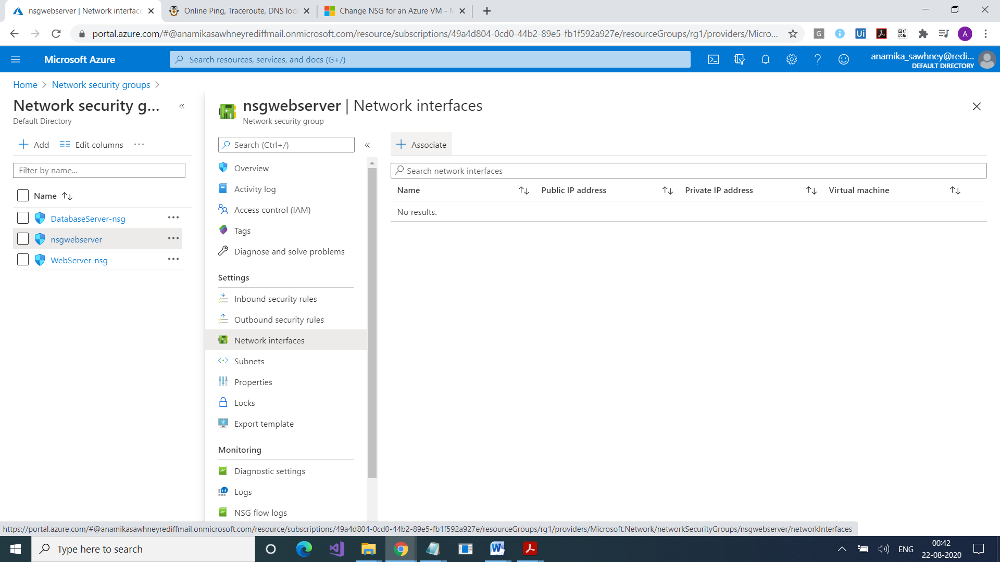 nsgwebserver | Network interface
Online Ping, Traceroute, DNS loo
Change NSG for an Azure VM - M
portal.azure.com/#@anamikasawhneyrediffmail.onmicrosoft.com/resource/subscriptions/49a4d804-0cd0-44b2-89e5-fb1f592a927e/resourceGroups/rg1/providers/Micro...
G
i
Ui
A
Microsoft Azure
Search resources, services, and docs (G+/)
anamika_sawhney@redi...
DEFAULT DIRECTORY
Home > Network security groups >
Network security g...
«
Default Directory
nsgwebserver | Network interfaces
Network security group
Add
Edit columns
...
Search (Ctrl+/)
«
Associate
Filter by name...
Search network interfaces
Name
DatabaseServer-nsg
...
nsgwebserver
...
WebServer-nsg
...
Overview
Activity log
Access control (IAM)
Tags
Diagnose and solve problems
Settings
Inbound security rules
Outbound security rules
Network interfaces
Subnets
Properties
Locks
Export template
Monitoring
Diagnostic settings
Logs
NSG flow logs
Name
Public IP address
Private IP address
Virtual machine
No results.
https://portal.azure.com/#@anamikasawhneyrediffmail.onmicrosoft.com/resource/subscriptions/49a4d804-0cd0-44b2-89e5-fb1f592a927e/resourceGroups/rg1/providers/Microsoft.Network/networkSecurityGroups/nsgwebserver/networkInterfaces
Type here to search
ENG
00:42
22-08-2020